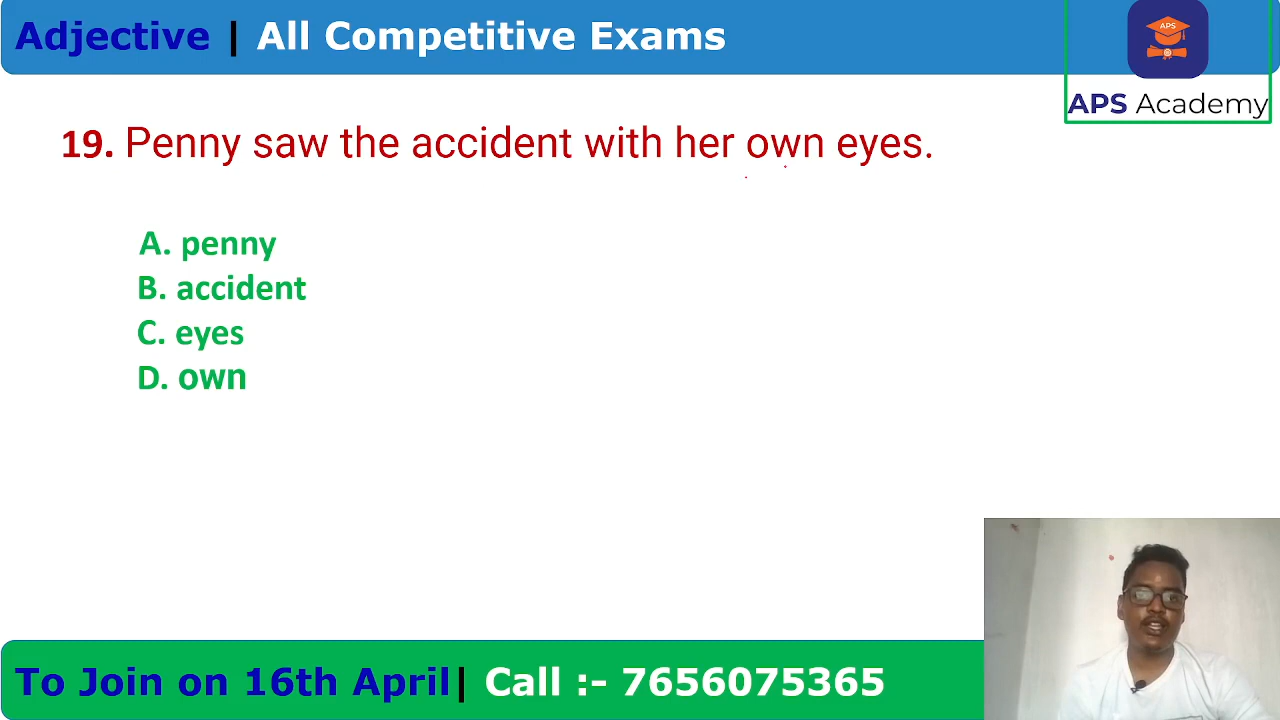 Adjective | All Competitive Exams
APS
APS Academy
19. Penny saw the accident with her own eyes.
A. penny
B. accident
C. eyes
D. own
To Join on 16th April| Call :- 7656075365